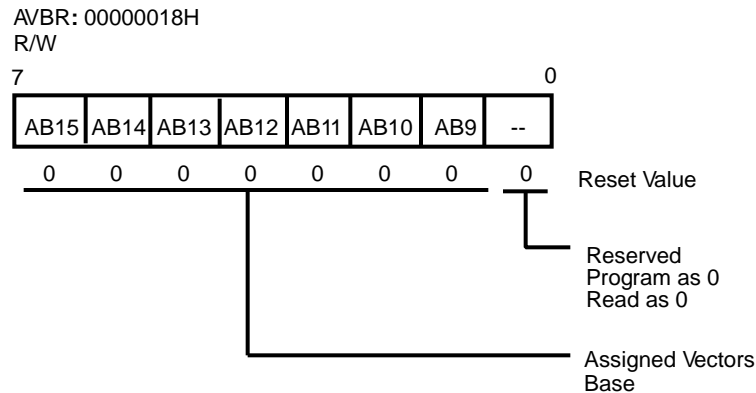 AVBR: 00000018H
R/W
7 0
AB15 AB14 AB13 AB12 AB11 AB10 AB9 --
0 0 0 0 0 0 0 0 Reset Value
Reserved
Program as 0
Read as 0
Assigned Vectors
Base